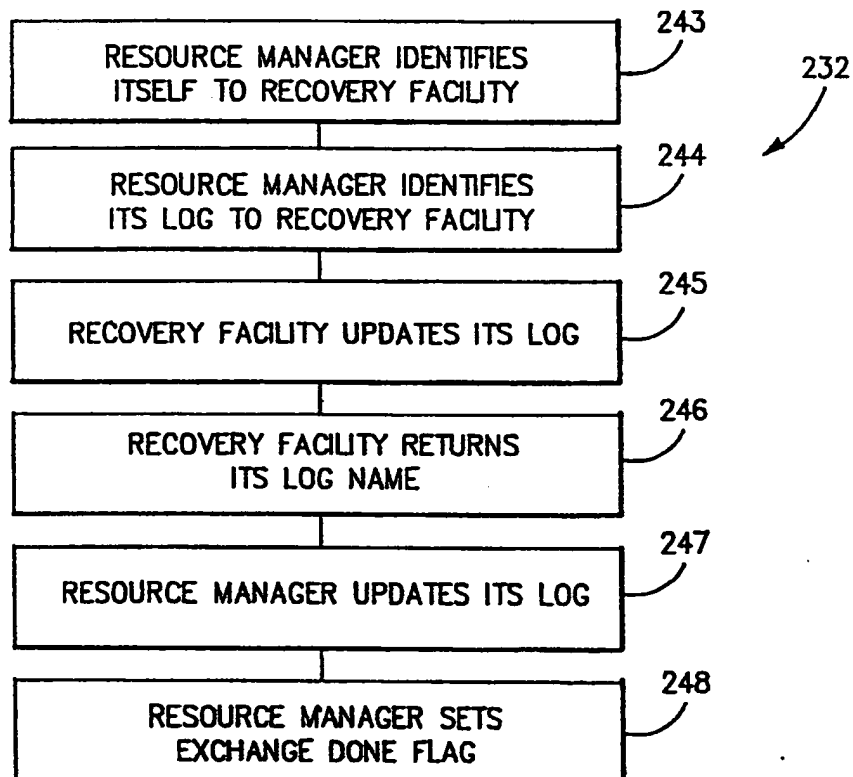 243
RESOURCE MANAGER IDENTIFIES
ITSELF TO RECOVERY FACILITY
232
244
RESOURCE MANAGER IDENTIFIES
ITS LOG TO RECOVERY FACILITY
245
RECOVERY FACILITY UPDATES ITS LOG
246
RECOVERY FACILITY RETURNS
ITS LOG NAME
247
RESOURCE MANAGER UPDATES ITS LOG
248
RESOURCE MANAGER SETS
EXCHANGE DONE FLAG